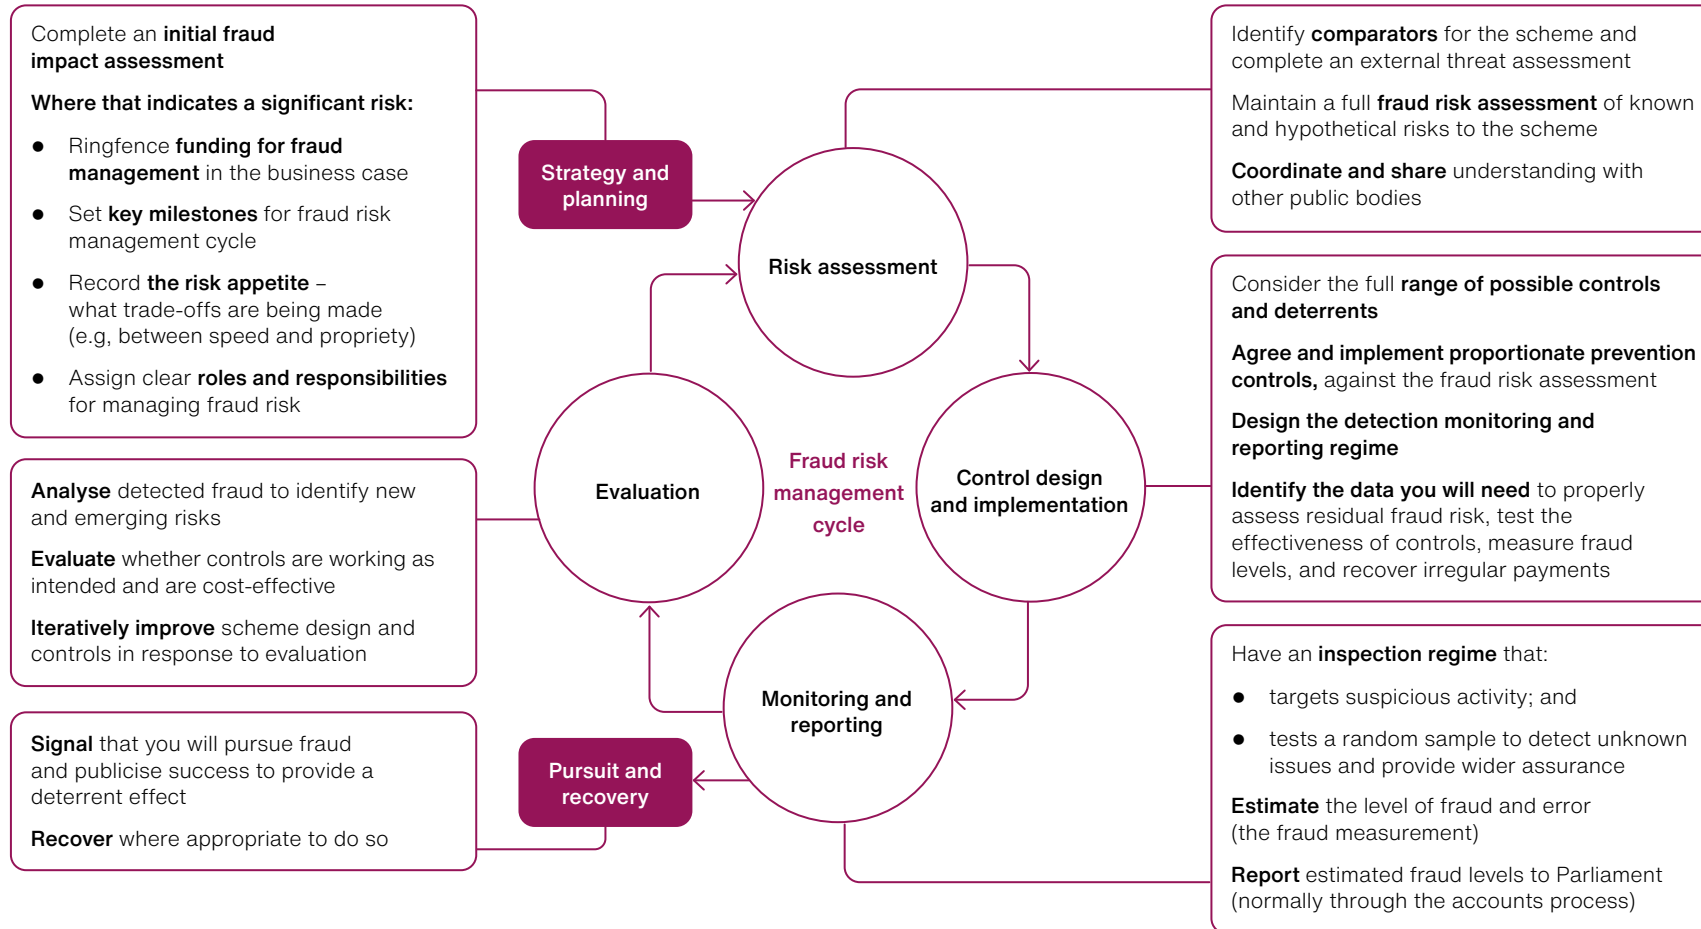 Complete an initial fraud
impact assessment
Where that indicates a significant risk:
● Ringfence funding for fraud
management in the business case
● Set key milestones for fraud risk
management cycle
● Record the risk appetite –
what trade-offs are being made
(e.g, between speed and propriety)
● Assign clear roles and responsibilities
for managing fraud risk
Analyse detected fraud to identify new
and emerging risks
Evaluate whether controls are working as
intended and are cost-effective
Iteratively improve scheme design and
controls in response to evaluation
Signal that you will pursue fraud
and publicise success to provide a
deterrent effect
Recover where appropriate to do so
Strategy and
planning
Risk assessment
Evaluation
Fraud risk
management
cycle
Control design
and implementation
Monitoring and
reporting
Pursuit and
recovery
Identify comparators for the scheme and
complete an external threat assessment
Maintain a full fraud risk assessment of known
and hypothetical risks to the scheme
Coordinate and share understanding with
other public bodies
Consider the full range of possible controls
and deterrents
Agree and implement proportionate prevention
controls, against the fraud risk assessment
Design the detection monitoring and
reporting regime
Identify the data you will need to properly
assess residual fraud risk, test the
effectiveness of controls, measure fraud
levels, and recover irregular payments
Have an inspection regime that:
● targets suspicious activity; and
● tests a random sample to detect unknown
issues and provide wider assurance
Estimate the level of fraud and error
(the fraud measurement)
Report estimated fraud levels to Parliament
(normally through the accounts process)